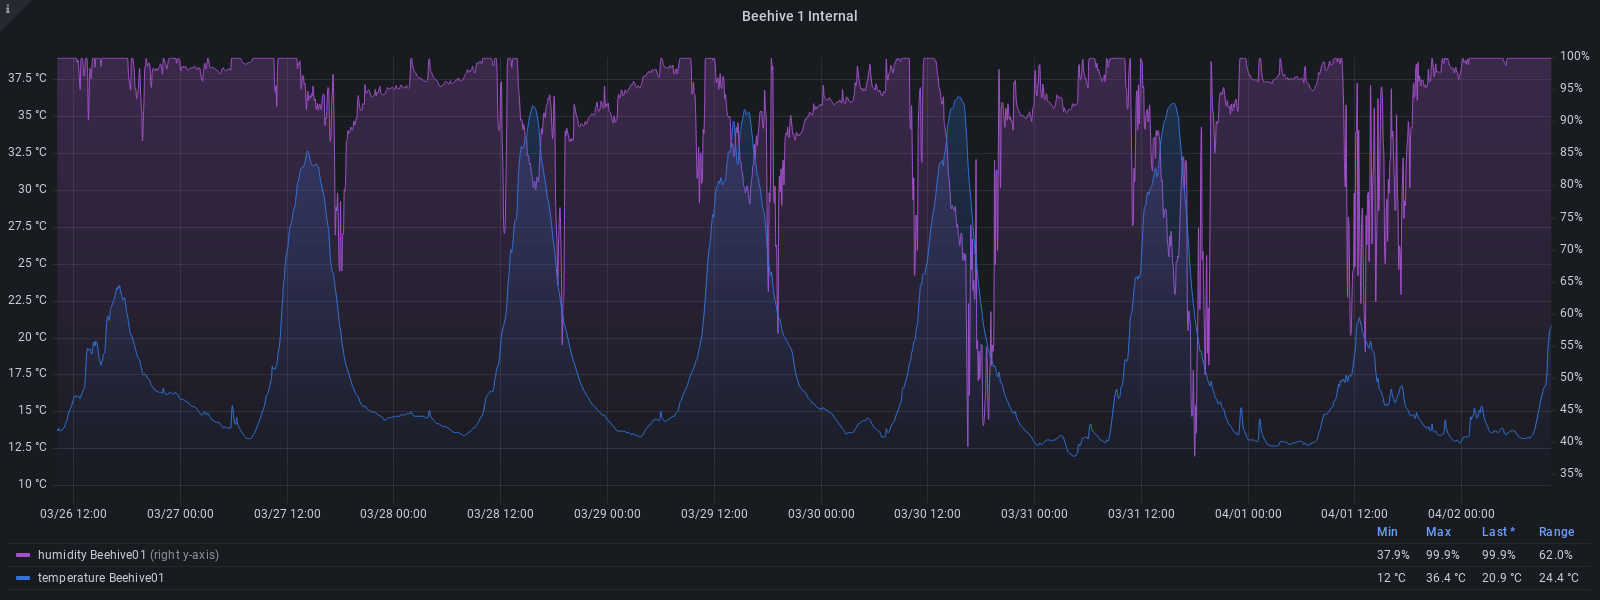 i
Beehive 1 Internal
37.5 °C
35 °C
32.5 °C
30 °C
27.5 °C
25 °C
22.5 °C
20 °C
17.5 °C
15 °C
12.5 °C
10 °C
100%
95%
90%
85%
80%
75%
70%
65%
60%
55%
50%
45%
40%
35%
03/26 12:00 03/27 00:00 03/27 12:00 03/28 00:00 03/28 12:00 03/29 00:00 03/29 12:00 03/30 00:00 03/30 12:00 03/31 00:00 03/31 12:00 04/01 00:00 04/01 12:00 04/02 00:00
Min Max Last * Range
humidity Beehive01 (right y-axis) 37.9% 99.9% 99.9% 62.0%
temperature Beehive01 12 °C 36.4 °C 20.9 °C 24.4 °C